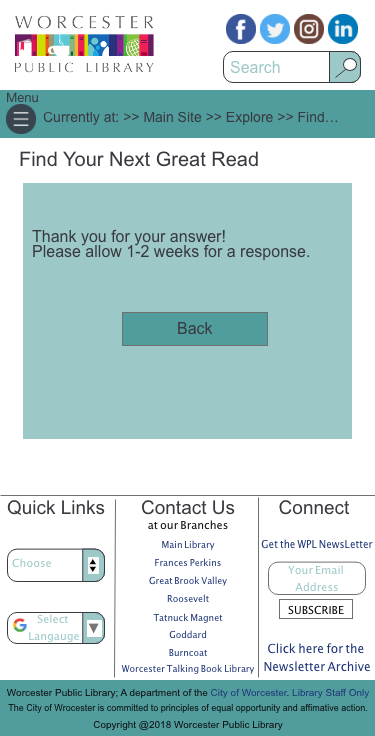 WORCESTER
PUBLIC LIBRARY
Search
Menu
Currently at: >> Main Site >> Explore >> Find…
Find Your Next Great Read
Thank you for your answer!
Please allow 1-2 weeks for a response.
Back
Quick Links
Choose
Select
Langauge
Contact Us
at our Branches
Main Library
Frances Perkins
Great Brook Valley
Roosevelt
Tatnuck Magnet
Goddard
Burncoat
Worcester Talking Book Library
Connect
Get the WPL NewsLetter
Your Email
Address
SUBSCRIBE
Click here for the
Newsletter Archive
Worcester Public Library; A department of the City of Worcester. Library Staff Only
The City of Wrocester is committed to principles of equal opportunity and affirmative action.
Copyright @2018 Worcester Public Library